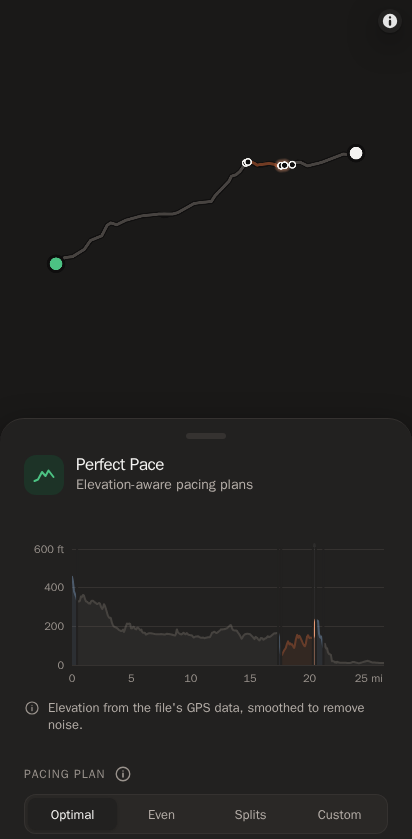 Perfect Pace
Elevation-aware pacing plans
600 ft
400
200
0
0 5 10 15 20 25 mi
Elevation from the file's GPS data, smoothed to remove
noise.
PACING PLAN
Optimal Even Splits Custom